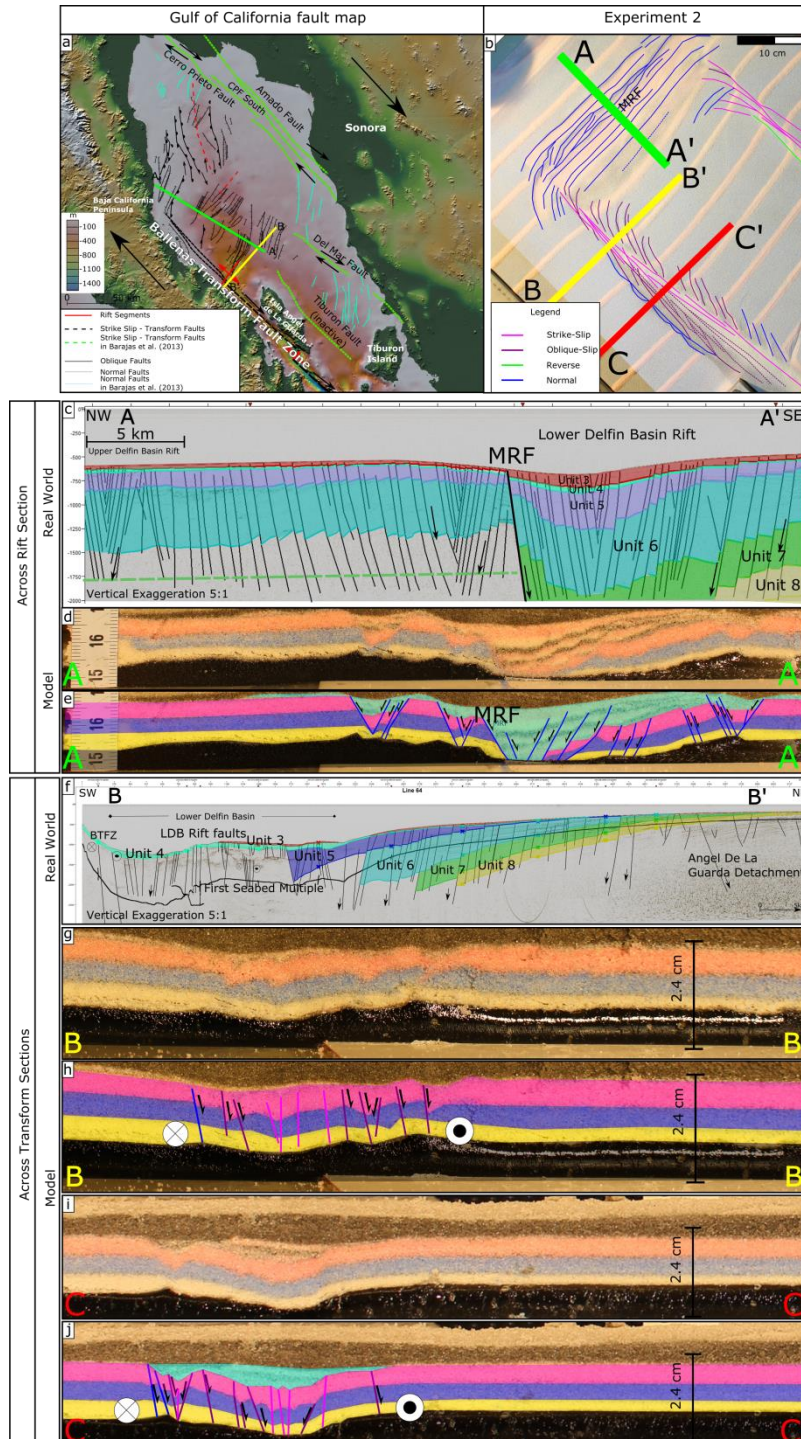 Gulf of California fault map
Experiment 2
a
Cerro Prieto Fault
CPF South
Amado Fault
Sonora
Baja California
Peninsula
m
-100
-400
-800
-1100
-1400
Ballenas Transform Fault Zone
Del Mar Fault
Tiburon Fault
(inactive)
Tiburon
Island
Rift Segments
Strike Slip - Transform Faults
Strike Slip - Transform Faults
in Barajas et al. (2013)
Oblique Faults
Normal Faults
Normal Faults
in Barajas et al. (2013)
b
10 cm
A
MRF
A'
B'
C'
B
C
Legend
Strike-Slip
Oblique-Slip
Reverse
Normal
Across Rift Section
Real World
c
NW
A
A'
SE
5 km
Upper Delfin Basin Rift
Lower Delfin Basin Rift
MRF
Unit 3
Unit 4
Unit 5
Unit 6
Unit 7
Unit 8
-500
-750
-1000
-1250
-1500
-1750
-2000
Vertical Exaggeration 5:1
Model
d
16
15
A
A
e
16
15
MRF
A
A
Across Transform Sections
Real World
f
SW
B
Line 64
B'
N
Lower Delfin Basin
BTFZ
LDB Rift faults
Unit 3
Unit 4
Unit 5
Unit 6
Unit 7
Unit 8
First Seabed Multiple
Angel De La
Guarda Detachment
Vertical Exaggeration 5:1
Model
g
2.4 cm
B
B
h
2.4 cm
B
B
i
2.4 cm
C
C
j
2.4 cm
C
C